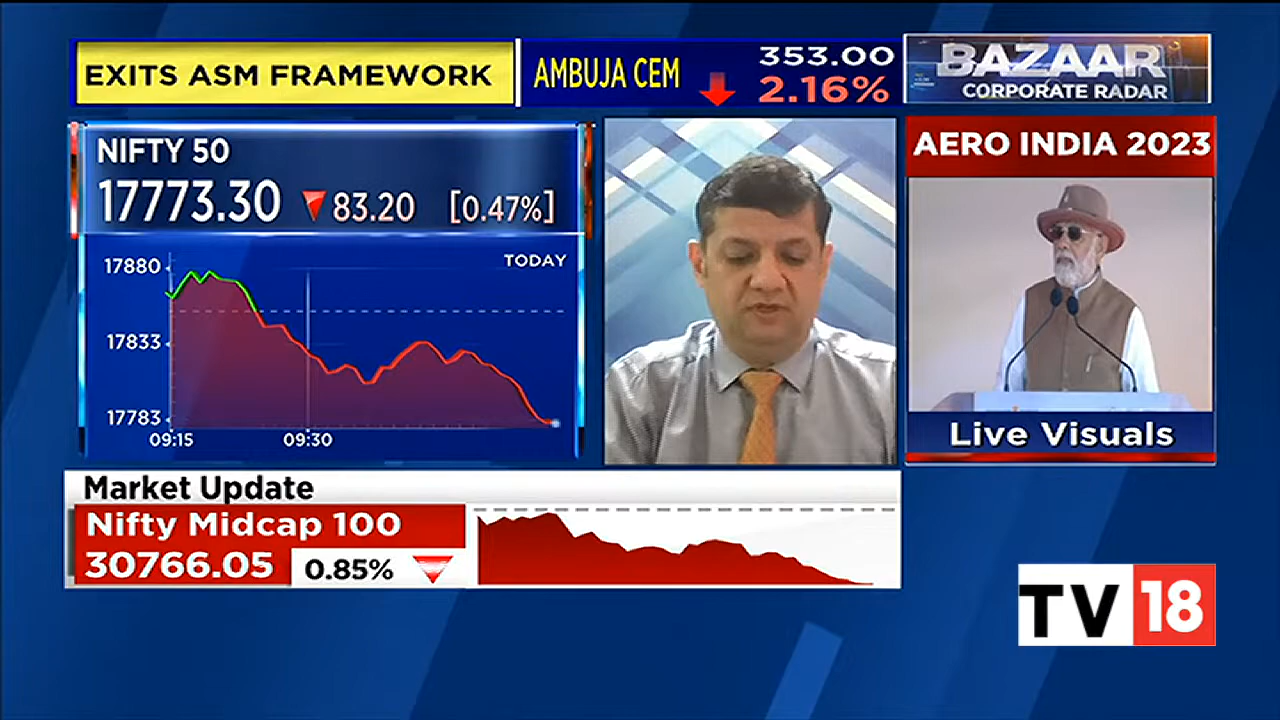 EXITS ASM FRAMEWORK
AMBUJA CEM
353.00
2.16%
BAZAAR
CORPORATE RADAR
NIFTY 50
17773.30 83.20 [0.47%]
TODAY
17880
17833
17783
09:15 09:30
AERO INDIA 2023
Live Visuals
Market Update
Nifty Midcap 100
30766.05 0.85%
TV18